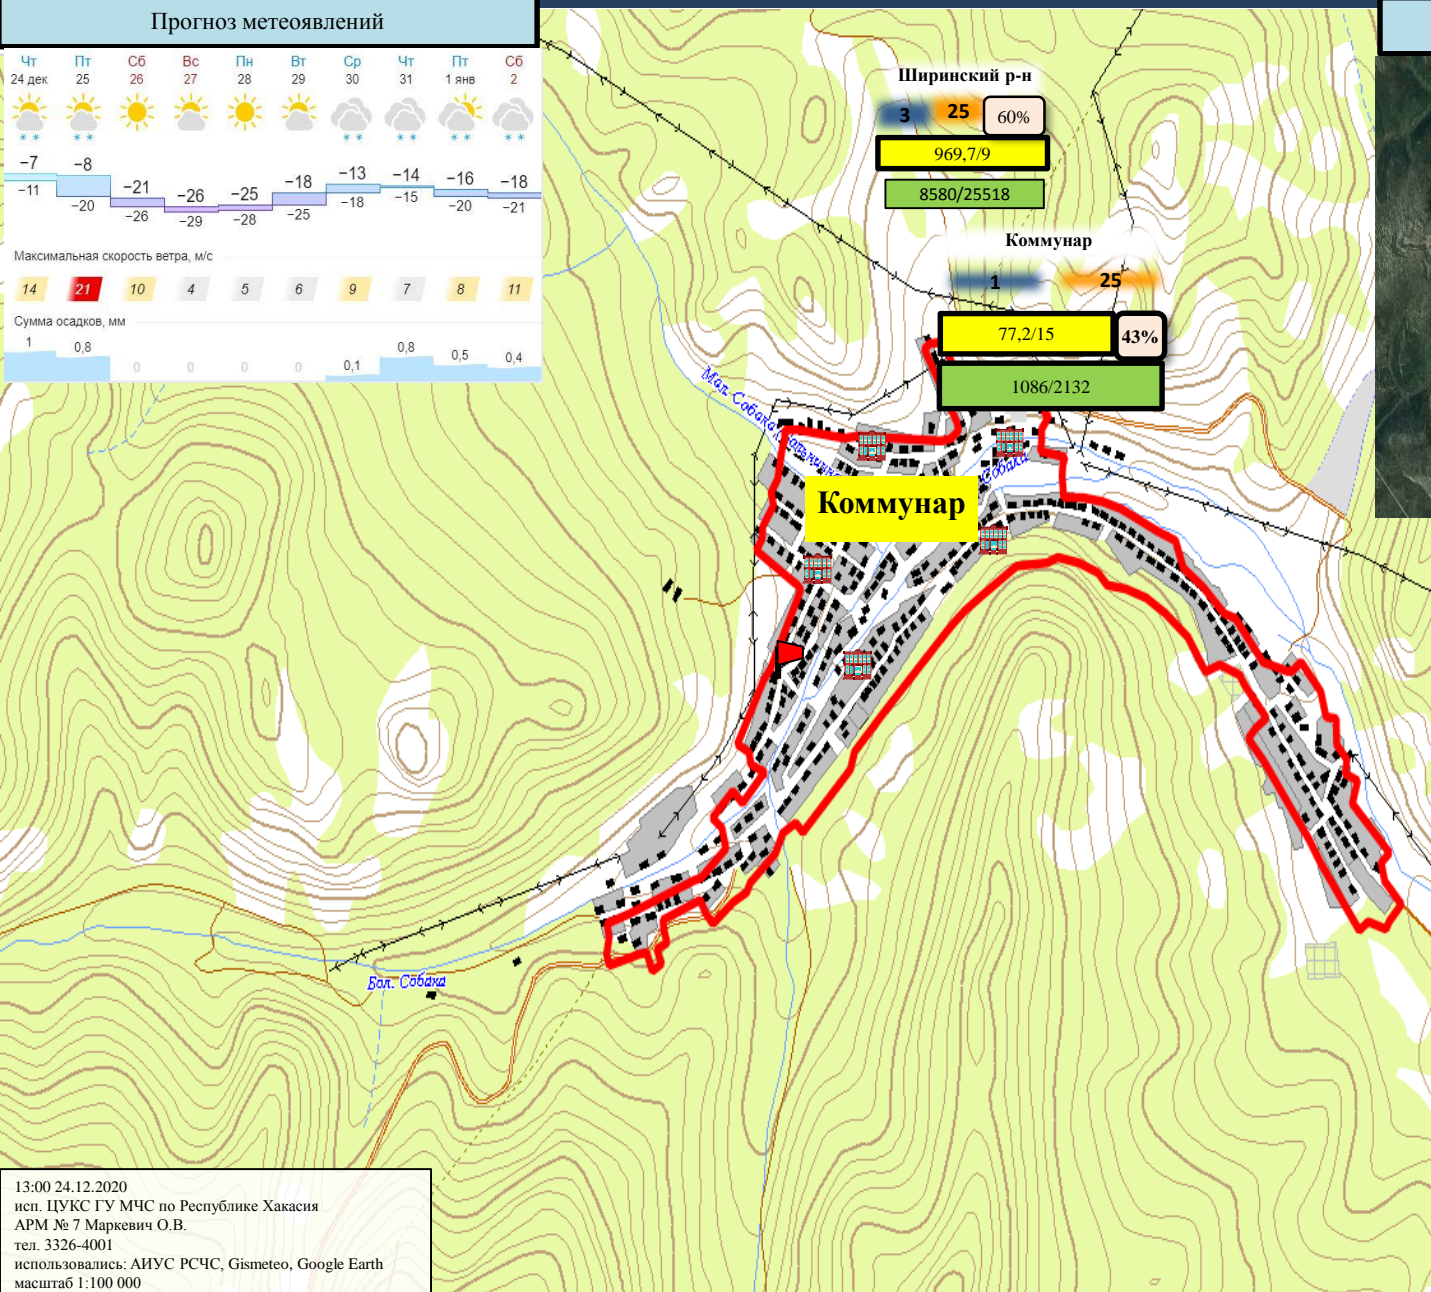 Прогноз метеоявлений
Чт Пт Сб Вс Пн Вт Ср Чт Пт Сб
24 дек 25 26 27 28 29 30 31 1 янв 2
−7 −8 −21 −26 −25 −18 −13 −14 −16 −18
−11 −20 −26 −29 −28 −25 −18 −15 −20 −21
Максимальная скорость ветра, м/с
14 21 10 4 5 6 9 7 8 11
Сумма осадков, мм
1 0,8 0 0 0 0 0,1 0,8 0,5 0,4
Ширинский р-н
3 25 60%
969,7/9
8580/25518
Коммунар
1 25
77,2/15 43%
1086/2132
Мал. Собака
Собака
Коммунар
Бол. Собака
13:00 24.12.2020
исп. ЦУКС ГУ МЧС по Республике Хакасия
АРМ № 7 Маркевич О.В.
тел. 3326-4001
использовались: АИУС РСЧС, Gismeteo, Google Earth
масштаб 1:100 000